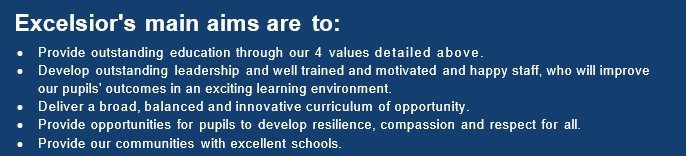 Excelsior's main aims are to:
• Provide outstanding education through our 4 values detailed above.
• Develop outstanding leadership and well trained and motivated and happy staff, who will improve
our pupils' outcomes in an exciting learning environment.
• Deliver a broad, balanced and innovative curriculum of opportunity.
• Provide opportunities for pupils to develop resilience, compassion and respect for all.
• Provide our communities with excellent schools.